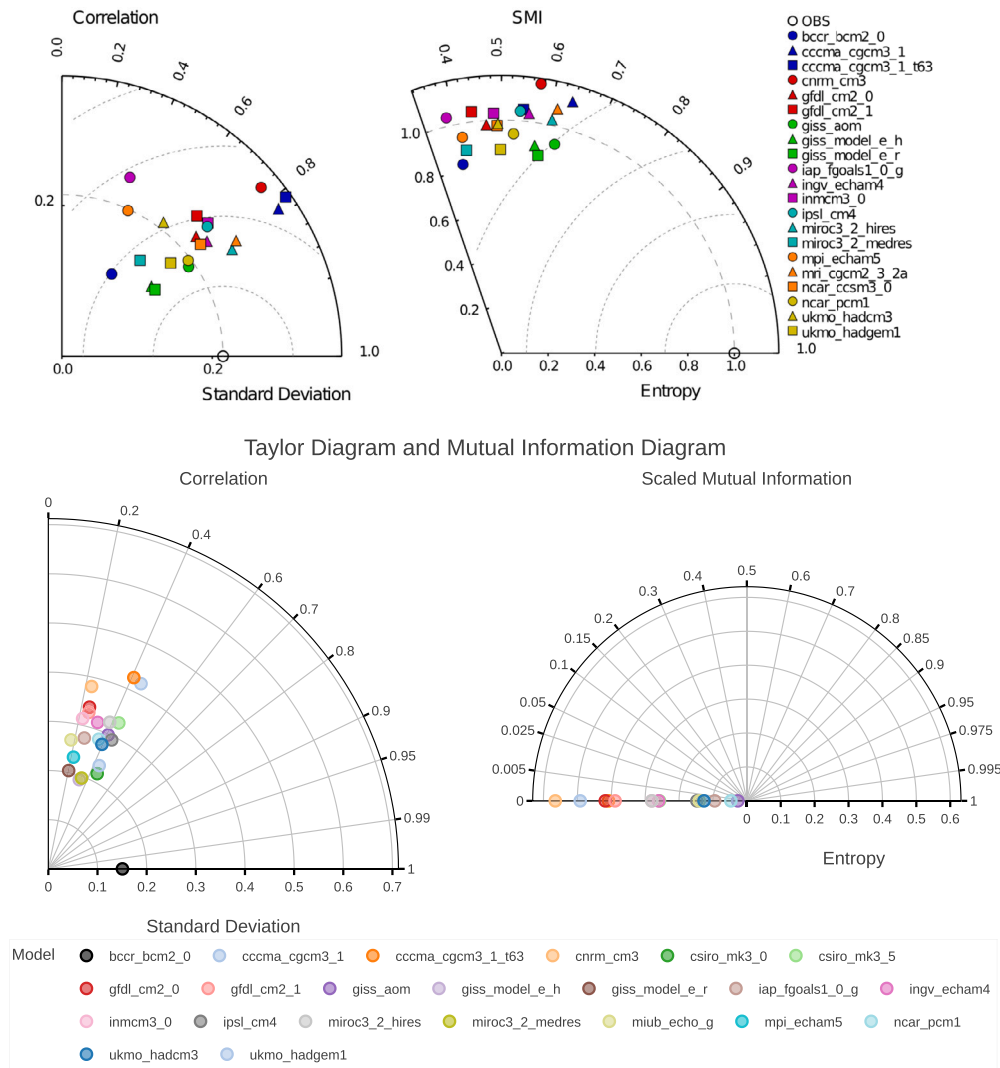 Correlation
SMI
0.0
0.2
0.4
0.6
0.8
1.0
0.2
0.0
0.2
Standard Deviation
0.4
0.5
0.6
0.7
0.8
0.9
1.0
1.0
0.8
0.6
0.4
0.2
0.0
0.2
0.4
0.6
0.8
1.0
Entropy
OBS
bccr_bcm2_0
cccma_cgcm3_1
cccma_cgcm3_1_t63
cnrm_cm3
gfdl_cm2_0
gfdl_cm2_1
giss_aom
giss_model_e_h
giss_model_e_r
iap_fgoals1_0_g
ingv_echam4
inmcm3_0
ipsl_cm4
miroc3_2_hires
miroc3_2_medres
mpi_echam5
mri_cgcm2_3_2a
ncar_ccsm3_0
ncar_pcm1
ukmo_hadcm3
ukmo_hadgem1
Taylor Diagram and Mutual Information Diagram
Correlation
Scaled Mutual Information
0
0.2
0.4
0.6
0.7
0.8
0.9
0.95
0.99
1
0 0.1 0.2 0.3 0.4 0.5 0.6 0.7
Standard Deviation
0
0.005
0.025
0.05
0.1
0.15
0.2
0.3
0.4
0.5
0.6
0.7
0.8
0.85
0.9
0.95
0.975
0.995
1
0 0.1 0.2 0.3 0.4 0.5 0.6
Entropy
Model bccr_bcm2_0 cccma_cgcm3_1 cccma_cgcm3_1_t63 cnrm_cm3 csiro_mk3_0 csiro_mk3_5
gfdl_cm2_0 gfdl_cm2_1 giss_aom giss_model_e_h giss_model_e_r iap_fgoals1_0_g ingv_echam4
inmcm3_0 ipsl_cm4 miroc3_2_hires miroc3_2_medres miub_echo_g mpi_echam5 ncar_pcm1
ukmo_hadcm3 ukmo_hadgem1